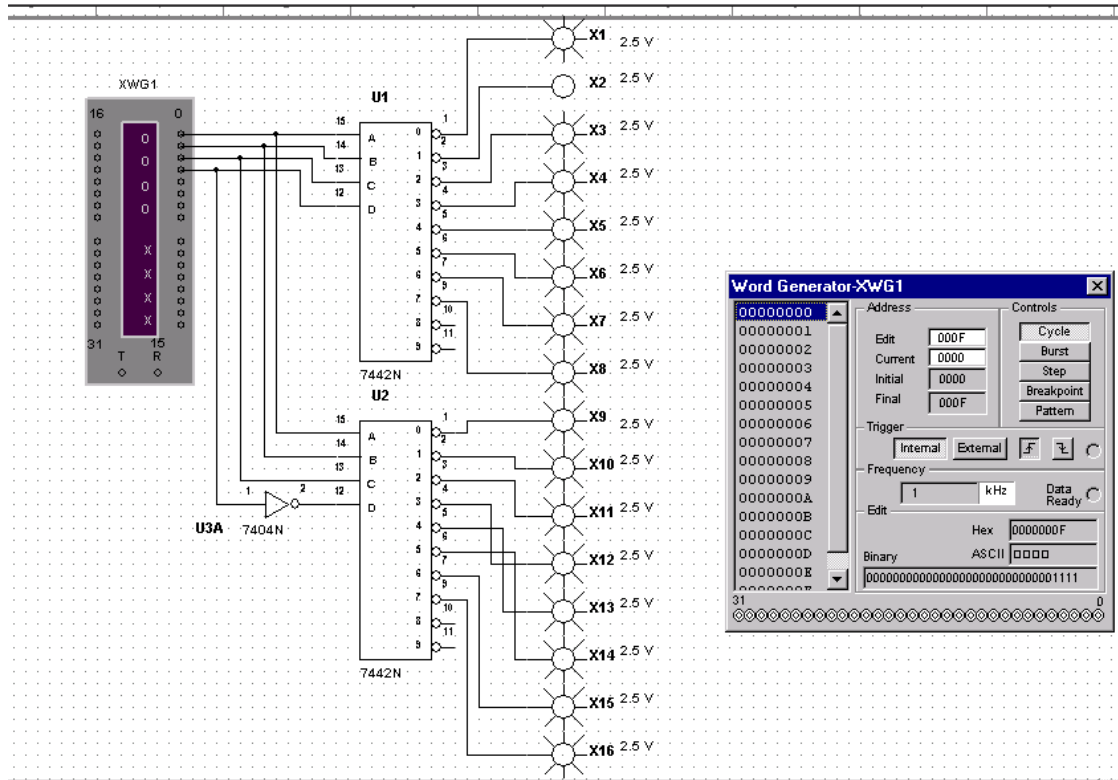 XWG1
16 0
O
O
O
O
X
X
X
X
31 15
T R
U1
15 A
14 B
13 C
12 D
0 1
1 2
2 3
3 4
4 5
5 6
6 7
7 9
8 10
9 11
7442N
U2
15 A
14 B
13 C
12 D
0 1
1 2
2 3
3 4
4 5
5 6
6 7
7 9
8 10
9 11
7442N
1 2
U3A 7404N
X1 2.5 V
X2 2.5 V
X3 2.5 V
X4 2.5 V
X5 2.5 V
X6 2.5 V
X7 2.5 V
X8 2.5 V
X9 2.5 V
X10 2.5 V
X11 2.5 V
X12 2.5 V
X13 2.5 V
X14 2.5 V
X15 2.5 V
X16 2.5 V
Word Generator-XWG1
00000000
00000001
00000002
00000003
00000004
00000005
00000006
00000007
00000008
00000009
0000000A
0000000B
0000000C
0000000D
0000000E
Address
Edit 000F
Current 0000
Initial 0000
Final 000F
Controls
Cycle
Burst
Step
Breakpoint
Pattern
Trigger
Internal External
Frequency
1 kHz
Data
Ready
Edit
Hex 0000000F
ASCII
Binary
00000000000000000000000000001111
31 0